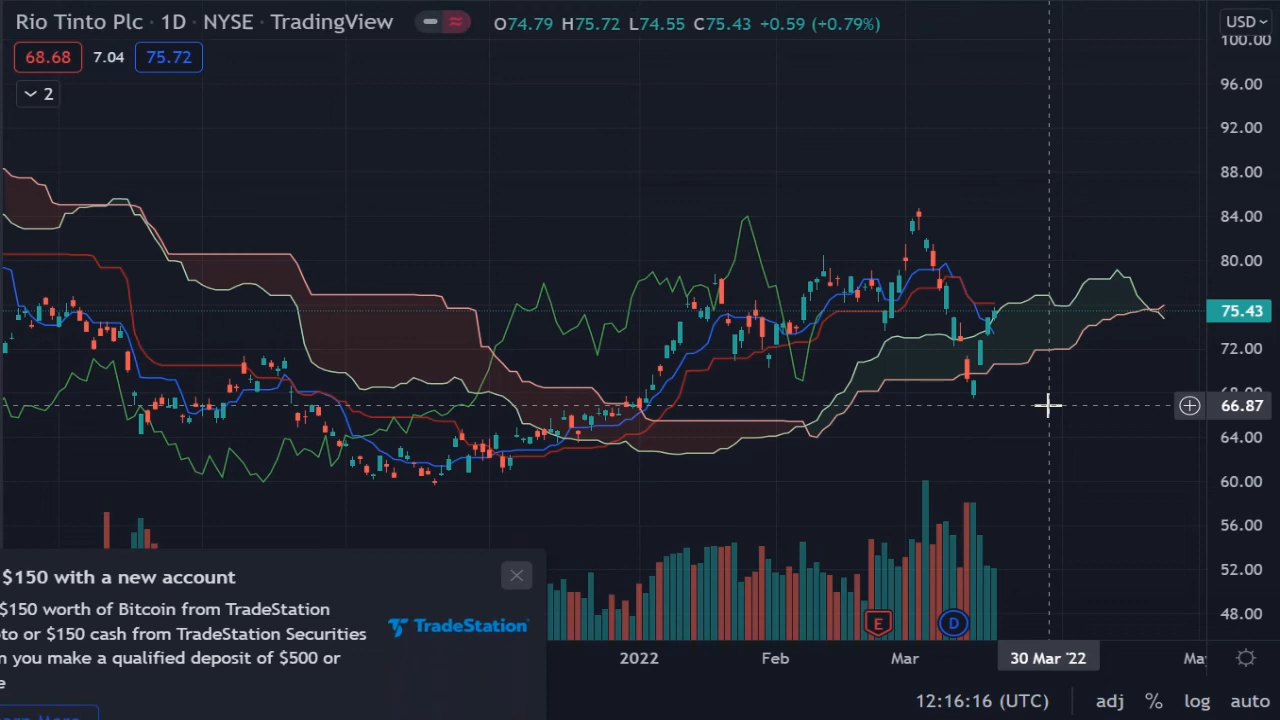 Rio Tinto Plc · 1D · NYSE · TradingView O74.79 H75.72 L74.55 C75.43 +0.59 (+0.79%) USD
68.68 7.04 75.72
2
100.00
96.00
92.00
88.00
84.00
80.00
75.43
72.00
66.87
64.00
60.00
56.00
52.00
48.00
$150 with a new account
$150 worth of Bitcoin from TradeStation
or $150 cash from TradeStation Securities
you make a qualified deposit of $500 or
TradeStation
E
D
2022 Feb Mar 30 Mar '22
12:16:16 (UTC) adj % log auto